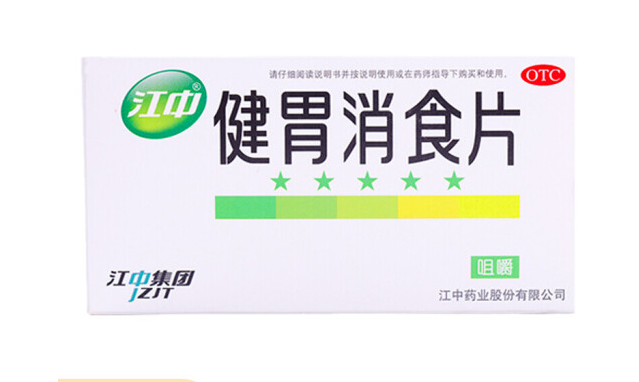 江中®
请仔细阅读说明书并按说明使用或在药师指导下购买和使用。
OTC
健胃消食片
咀嚼
江中集团
JZJT
江中药业股份有限公司